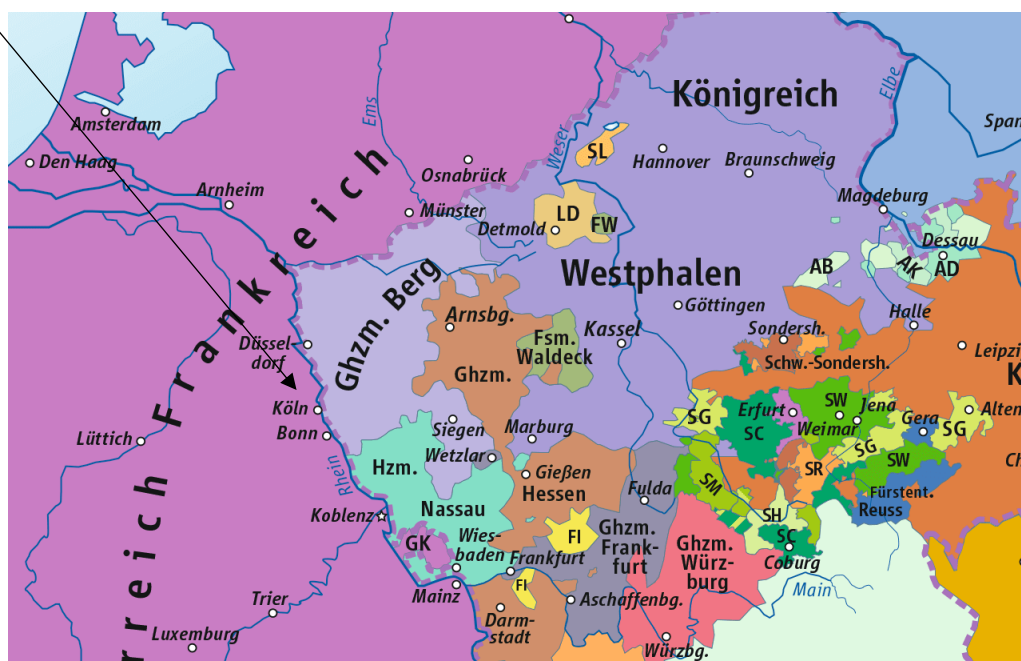 Königreich
Elbe
Ems
Weser
Span
Amsterdam
Den Haag
SL
Hannover
Braunschweig
Osnabrück
Arnheim
Münster
Magdeburg
LD
FW
Detmold
Dessau
Westphalen
AB
AK
AD
Ghzm. Berg
Göttingen
Arnsbg.
Halle
Kassel
Sondersh.
Düssel-
dorf
Fsm.
Waldeck
Leipzi
Schw.-Sondersh.
Ghzm.
K
Frankreich
Köln
Bonn
SG
Erfurt
SW
Jena
Gera
Alten
Weimar
SC
SG
Lüttich
Siegen
Marburg
Wetzlar
SG
SW
Ch
Hzm.
Gießen
SR
Rhein
Hessen
Fulda
SM
Fürstent.
Reuss
Koblenz
Nassau
SH
FI
Ghzm.
Frank-
furt
SC
GK
Wies-
baden
Frankfurt
Ghzm.
Würz-
burg
Coburg
FI
Main
Mainz
Aschaffenbg.
Trier
Darm-
stadt
Luxemburg
Würzbg.
rreich